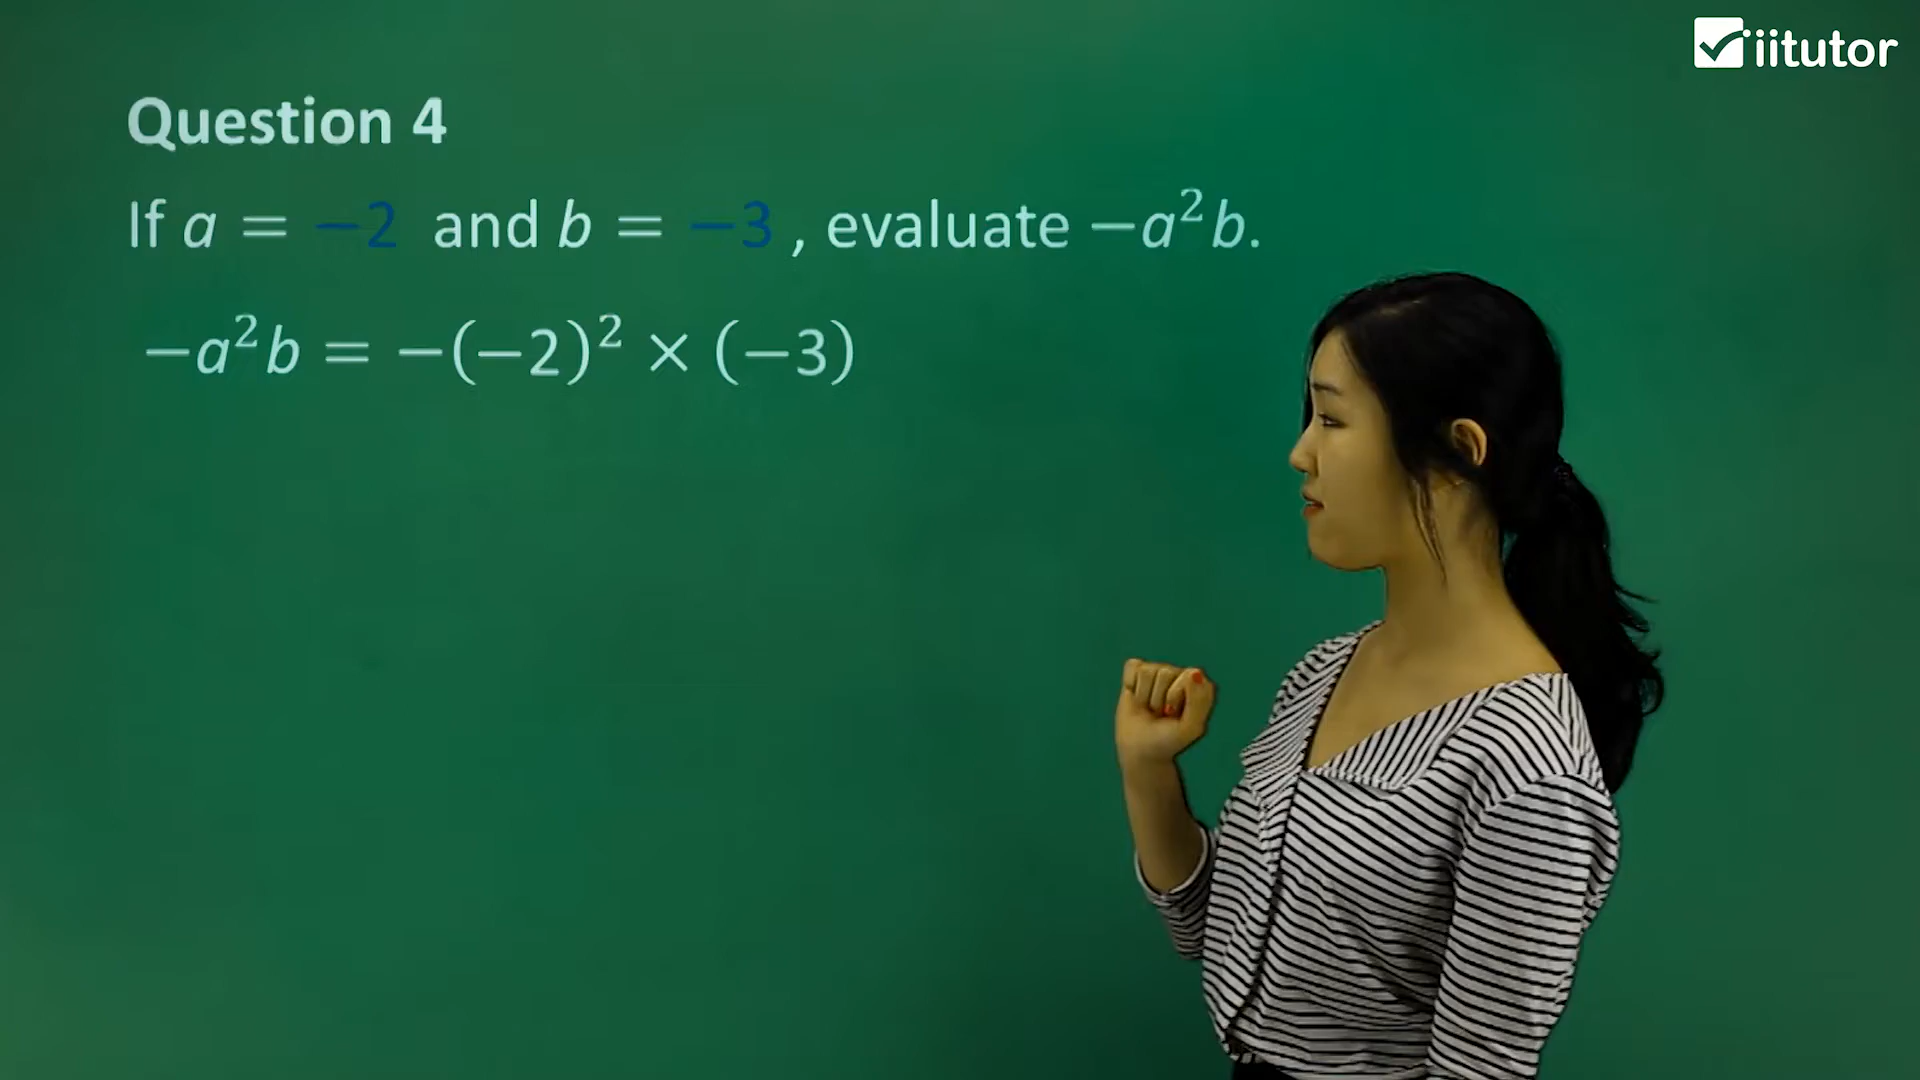 iitutor
Question 4
If a = −2 and b = −3 , evaluate −a²b.
−a²b = −(−2)² × (−3)